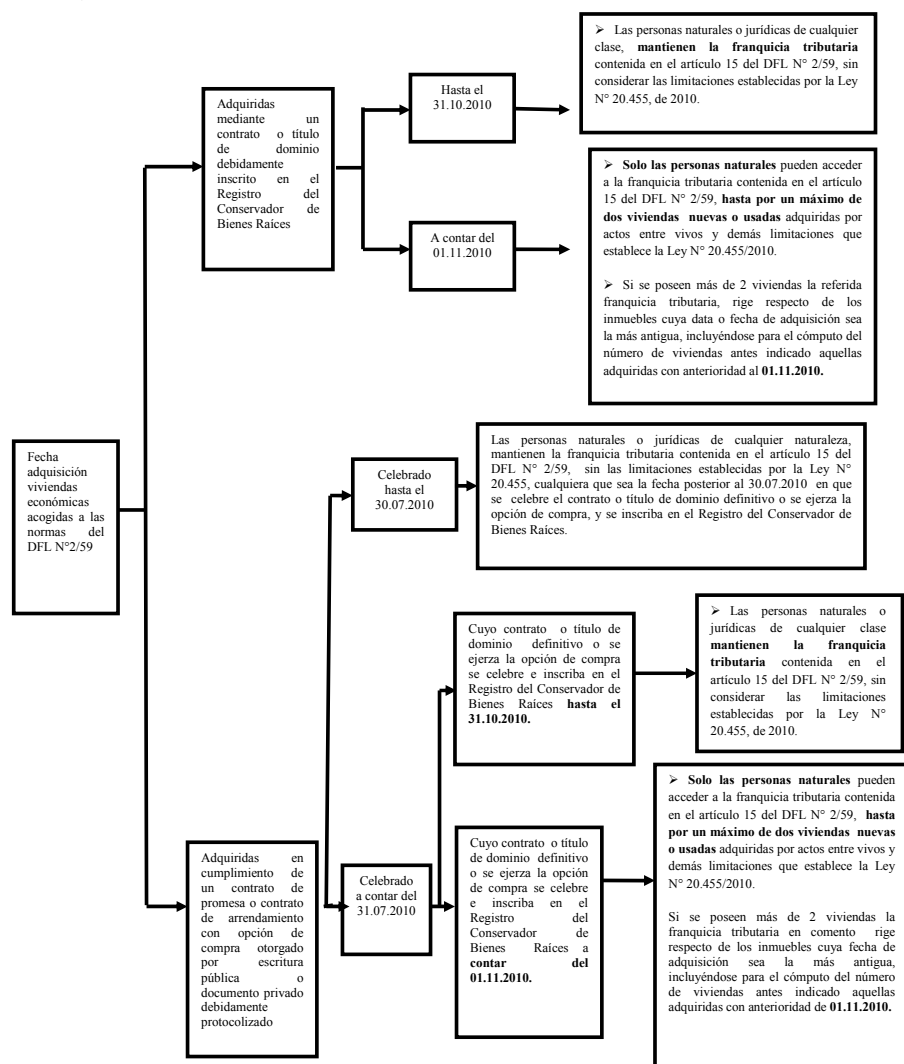 ➢ Las personas naturales o jurídicas de cualquier
clase, mantienen la franquicia tributaria
contenida en el artículo 15 del DFL N° 2/59, sin
considerar las limitaciones establecidas por la Ley
N° 20.455, de 2010.
Hasta el
31.10.2010
Adquiridas
mediante un
contrato o título
de dominio
debidamente
inscrito en el
Registro del
Conservador de
Bienes Raíces
➢ Solo las personas naturales pueden acceder
a la franquicia tributaria contenida en el artículo
15 del DFL N° 2/59, hasta por un máximo de
dos viviendas nuevas o usadas adquiridas por
actos entre vivos y demás limitaciones que
establece la Ley N° 20.455/2010.
➢ Si se poseen más de 2 viviendas la referida
franquicia tributaria, rige respecto de los
inmuebles cuya data o fecha de adquisición sea
la más antigua, incluyéndose para el cómputo del
número de viviendas antes indicado aquellas
adquiridas con anterioridad al 01.11.2010.
A contar del
01.11.2010
Fecha
adquisición
viviendas
económicas
acogidas a las
normas del
DFL N°2/59
Celebrado
hasta el
30.07.2010
Las personas naturales o jurídicas de cualquier naturaleza,
mantienen la franquicia tributaria contenida en el artículo 15 del
DFL N° 2/59, sin las limitaciones establecidas por la Ley N°
20.455, cualquiera que sea la fecha posterior al 30.07.2010 en que
se celebre el contrato o título de dominio definitivo o se ejerza la
opción de compra, y se inscriba en el Registro del Conservador de
Bienes Raíces.
Cuyo contrato o título de
dominio definitivo o se
ejerza la opción de compra
se celebre e inscriba en el
Registro del Conservador de
Bienes Raíces hasta el
31.10.2010.
➢ Las personas naturales o
jurídicas de cualquier clase
mantienen la franquicia
tributaria contenida en el
artículo 15 del DFL N° 2/59, sin
considerar las limitaciones
establecidas por la Ley N°
20.455, de 2010.
Adquiridas en
cumplimiento de
un contrato de
promesa o contrato
de arrendamiento
con opción de
compra otorgado
por escritura
pública o
documento privado
debidamente
protocolizado
Celebrado
a contar del
31.07.2010
Cuyo contrato o título
de dominio definitivo
o se ejerza la opción
de compra se celebre
e inscriba en el
Registro del
Conservador de
Bienes Raíces a
contar del
01.11.2010.
➢ Solo las personas naturales pueden
acceder a la franquicia tributaria contenida
en el artículo 15 del DFL N° 2/59, hasta
por un máximo de dos viviendas nuevas
o usadas adquiridas por actos entre vivos y
demás limitaciones que establece la Ley
N° 20.455/2010.
Si se poseen más de 2 viviendas la
franquicia tributaria en comento rige
respecto de los inmuebles cuya fecha de
adquisición sea la más antigua,
incluyéndose para el cómputo del número
de viviendas antes indicado aquellas
adquiridas con anterioridad de 01.11.2010.